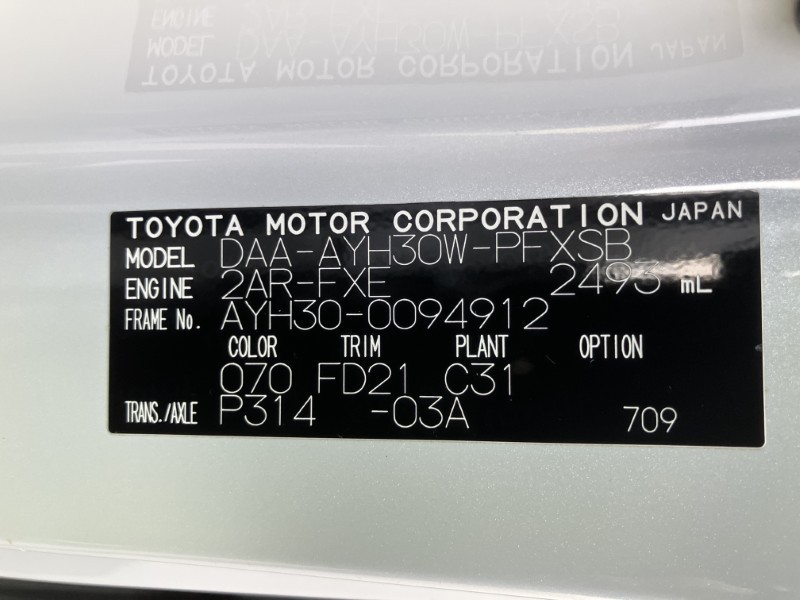 TOYOTA MOTOR CORPORATION JAPAN
MODEL DAA-AYH30W-PFXSB
ENGINE 2AR-FXE 2493 mL
FRAME No. AYH30-0094912
COLOR TRIM PLANT OPTION
070 FD21 C31
TRANS./AXLE P314 -03A 709